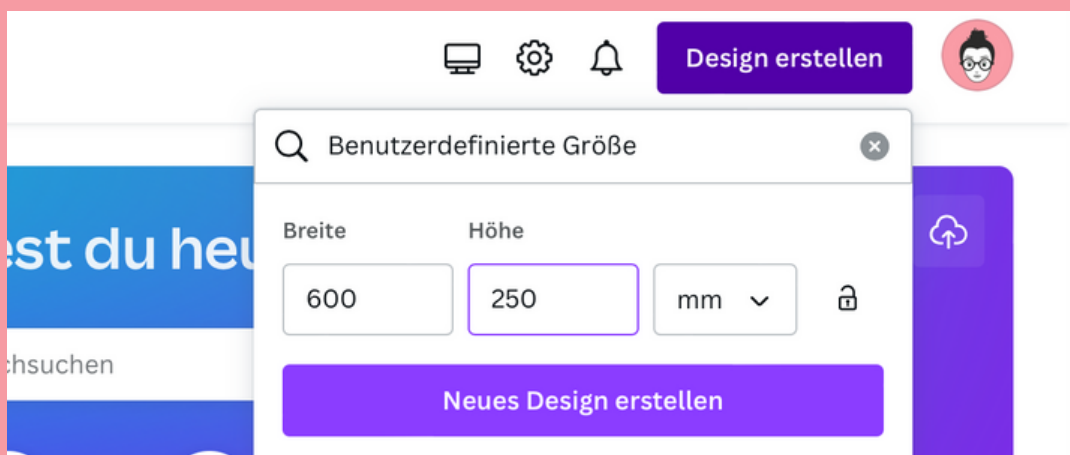 Design erstellen
Benutzerdefinierte Größe
est du heu
Breite Höhe
600 250 mm
chsuchen
Neues Design erstellen